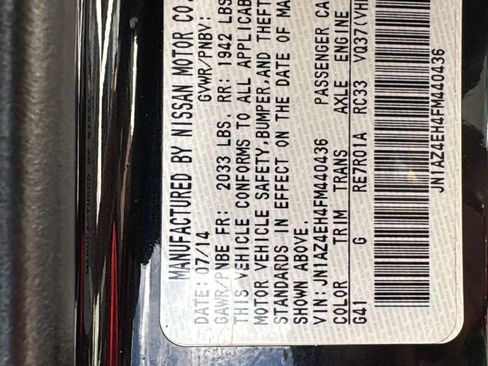 MANUFACTURED BY NISSAN MOTOR CO.
DATE: 07/14 GVWR/PNBV:
GAWR/PNBE FR: 2033 LBS, RR: 1942 LBS
THIS VEHICLE CONFORMS TO ALL APPLICABL
MOTOR VEHICLE SAFETY, BUMPER, AND THEFT
STANDARDS IN EFFECT ON THE DATE OF MA
SHOWN ABOVE.
VIN: JN1AZ4EH4FM440436 PASSENGER CA
COLOR TRIM TRANS AXLE ENGINE
G41 G RE7R01A RC33 VQ37(VH
JN1AZ4EH4FM440436